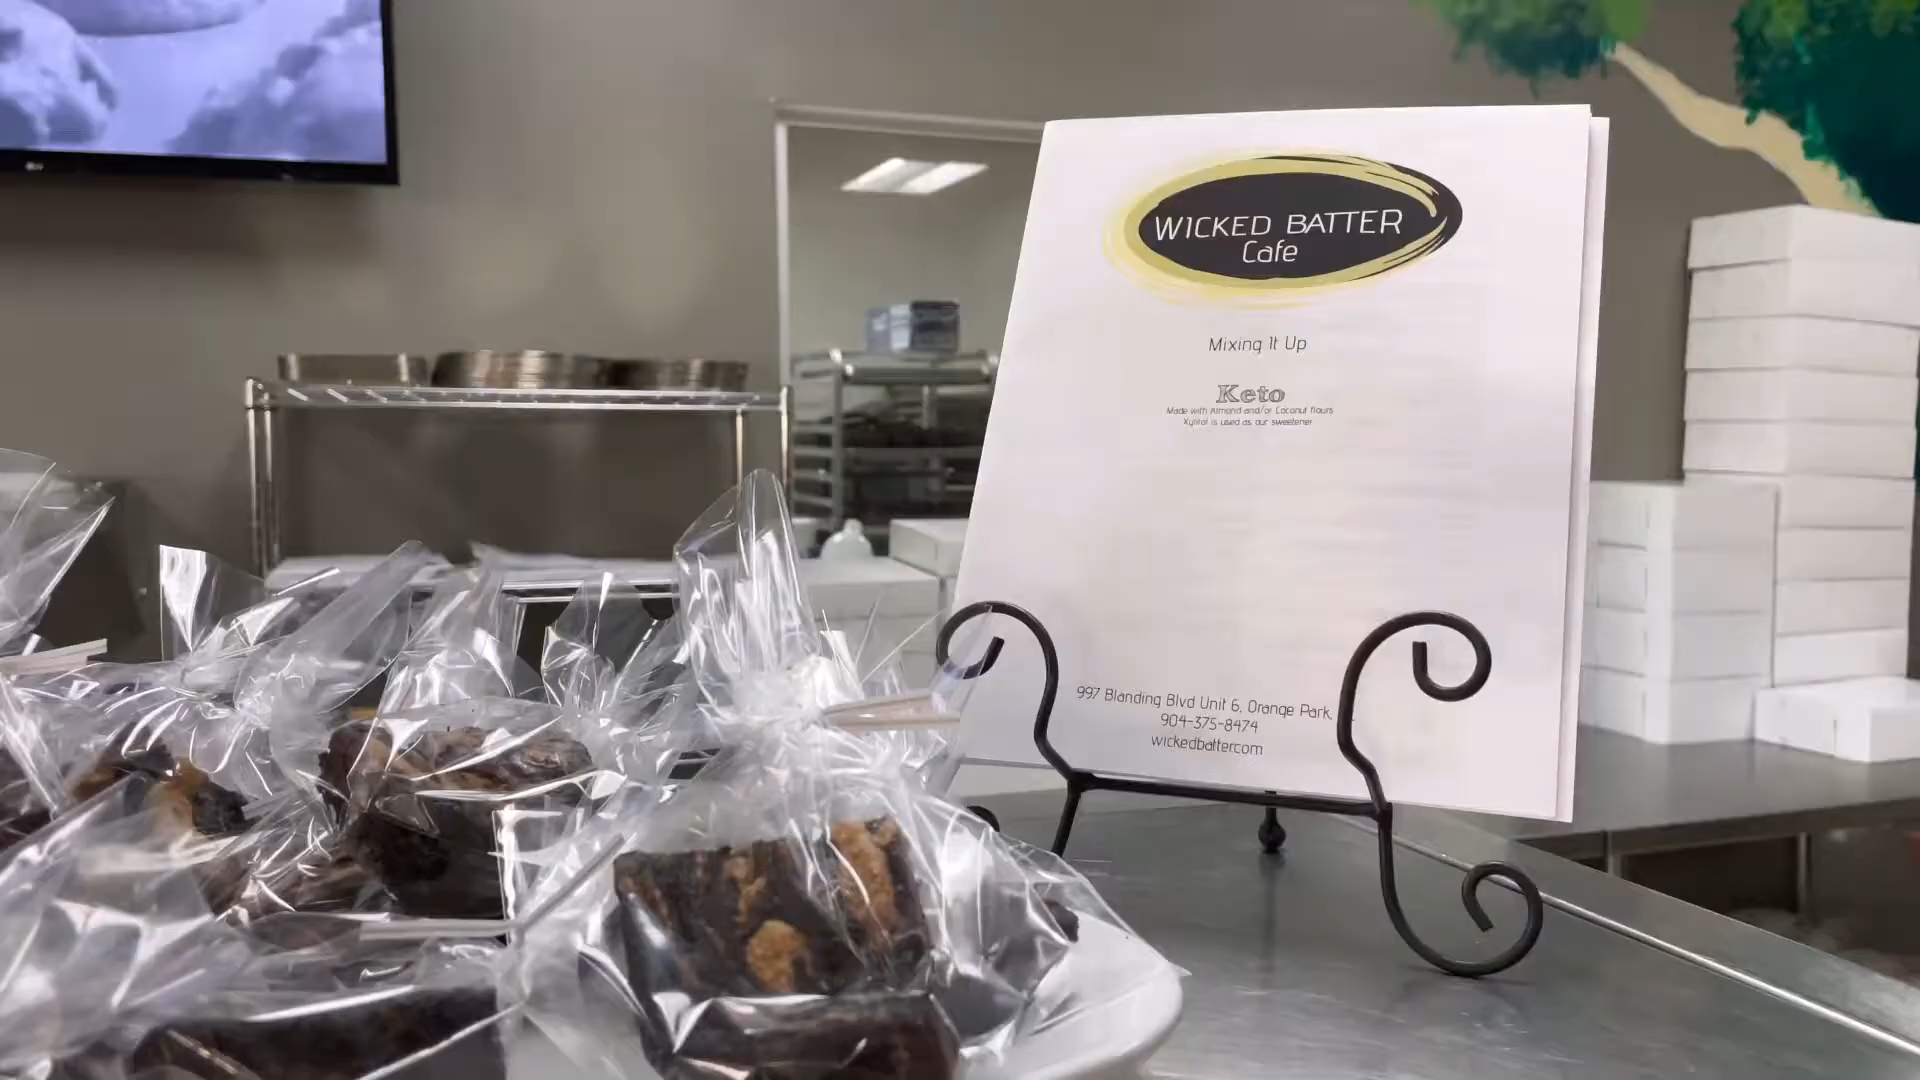 WICKED BATTER
Cafe
Mixing It Up
Keto
Made with Almond and/or Coconut flours
Xylitol is used as our sweetener
997 Blanding Blvd Unit 6, Orange Park,
904-375-8474
wickedbatter.com
LG